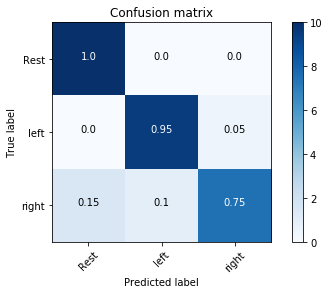 Confusion matrix
Rest 1.0 0.0 0.0
left 0.0 0.95 0.05
right 0.15 0.1 0.75
Rest left right
True label
Predicted label
10
8
6
4
2
0